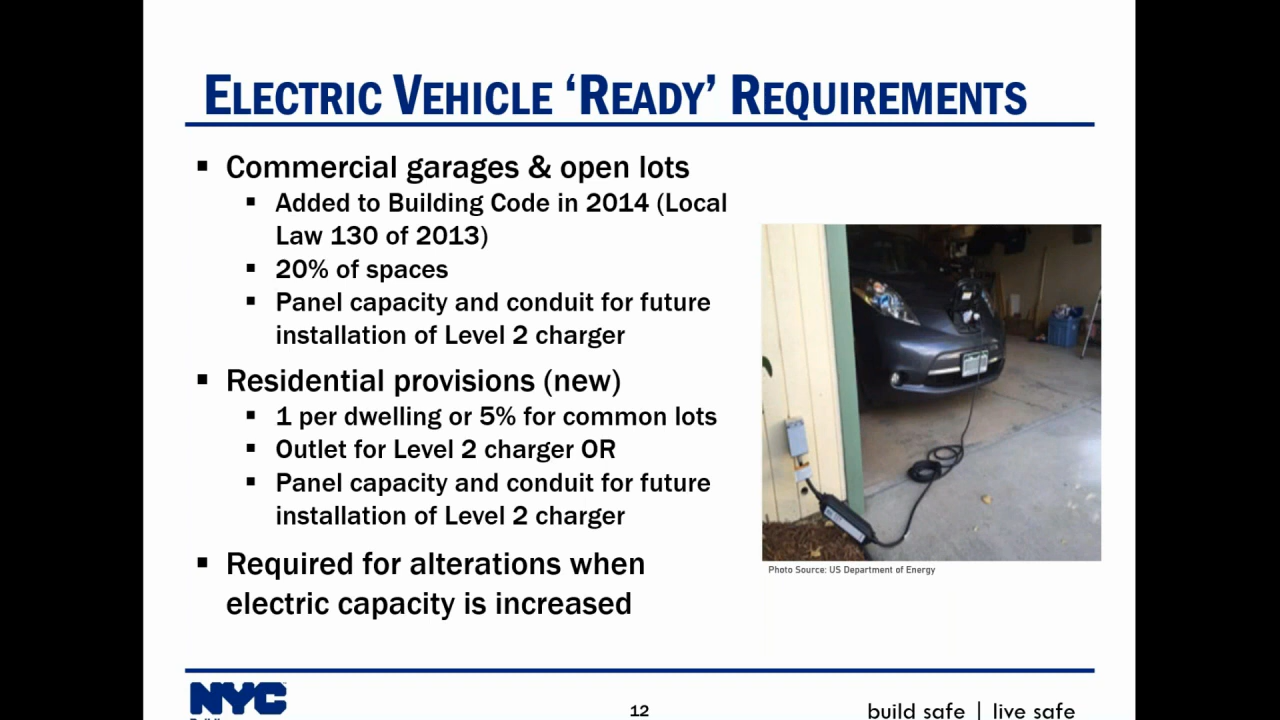 ELECTRIC VEHICLE ‘READY’ REQUIREMENTS
▪ Commercial garages & open lots
▪ Added to Building Code in 2014 (Local
Law 130 of 2013)
▪ 20% of spaces
▪ Panel capacity and conduit for future
installation of Level 2 charger
▪ Residential provisions (new)
▪ 1 per dwelling or 5% for common lots
▪ Outlet for Level 2 charger OR
▪ Panel capacity and conduit for future
installation of Level 2 charger
▪ Required for alterations when
electric capacity is increased
Photo Source: US Department of Energy
NYC
12
build safe | live safe